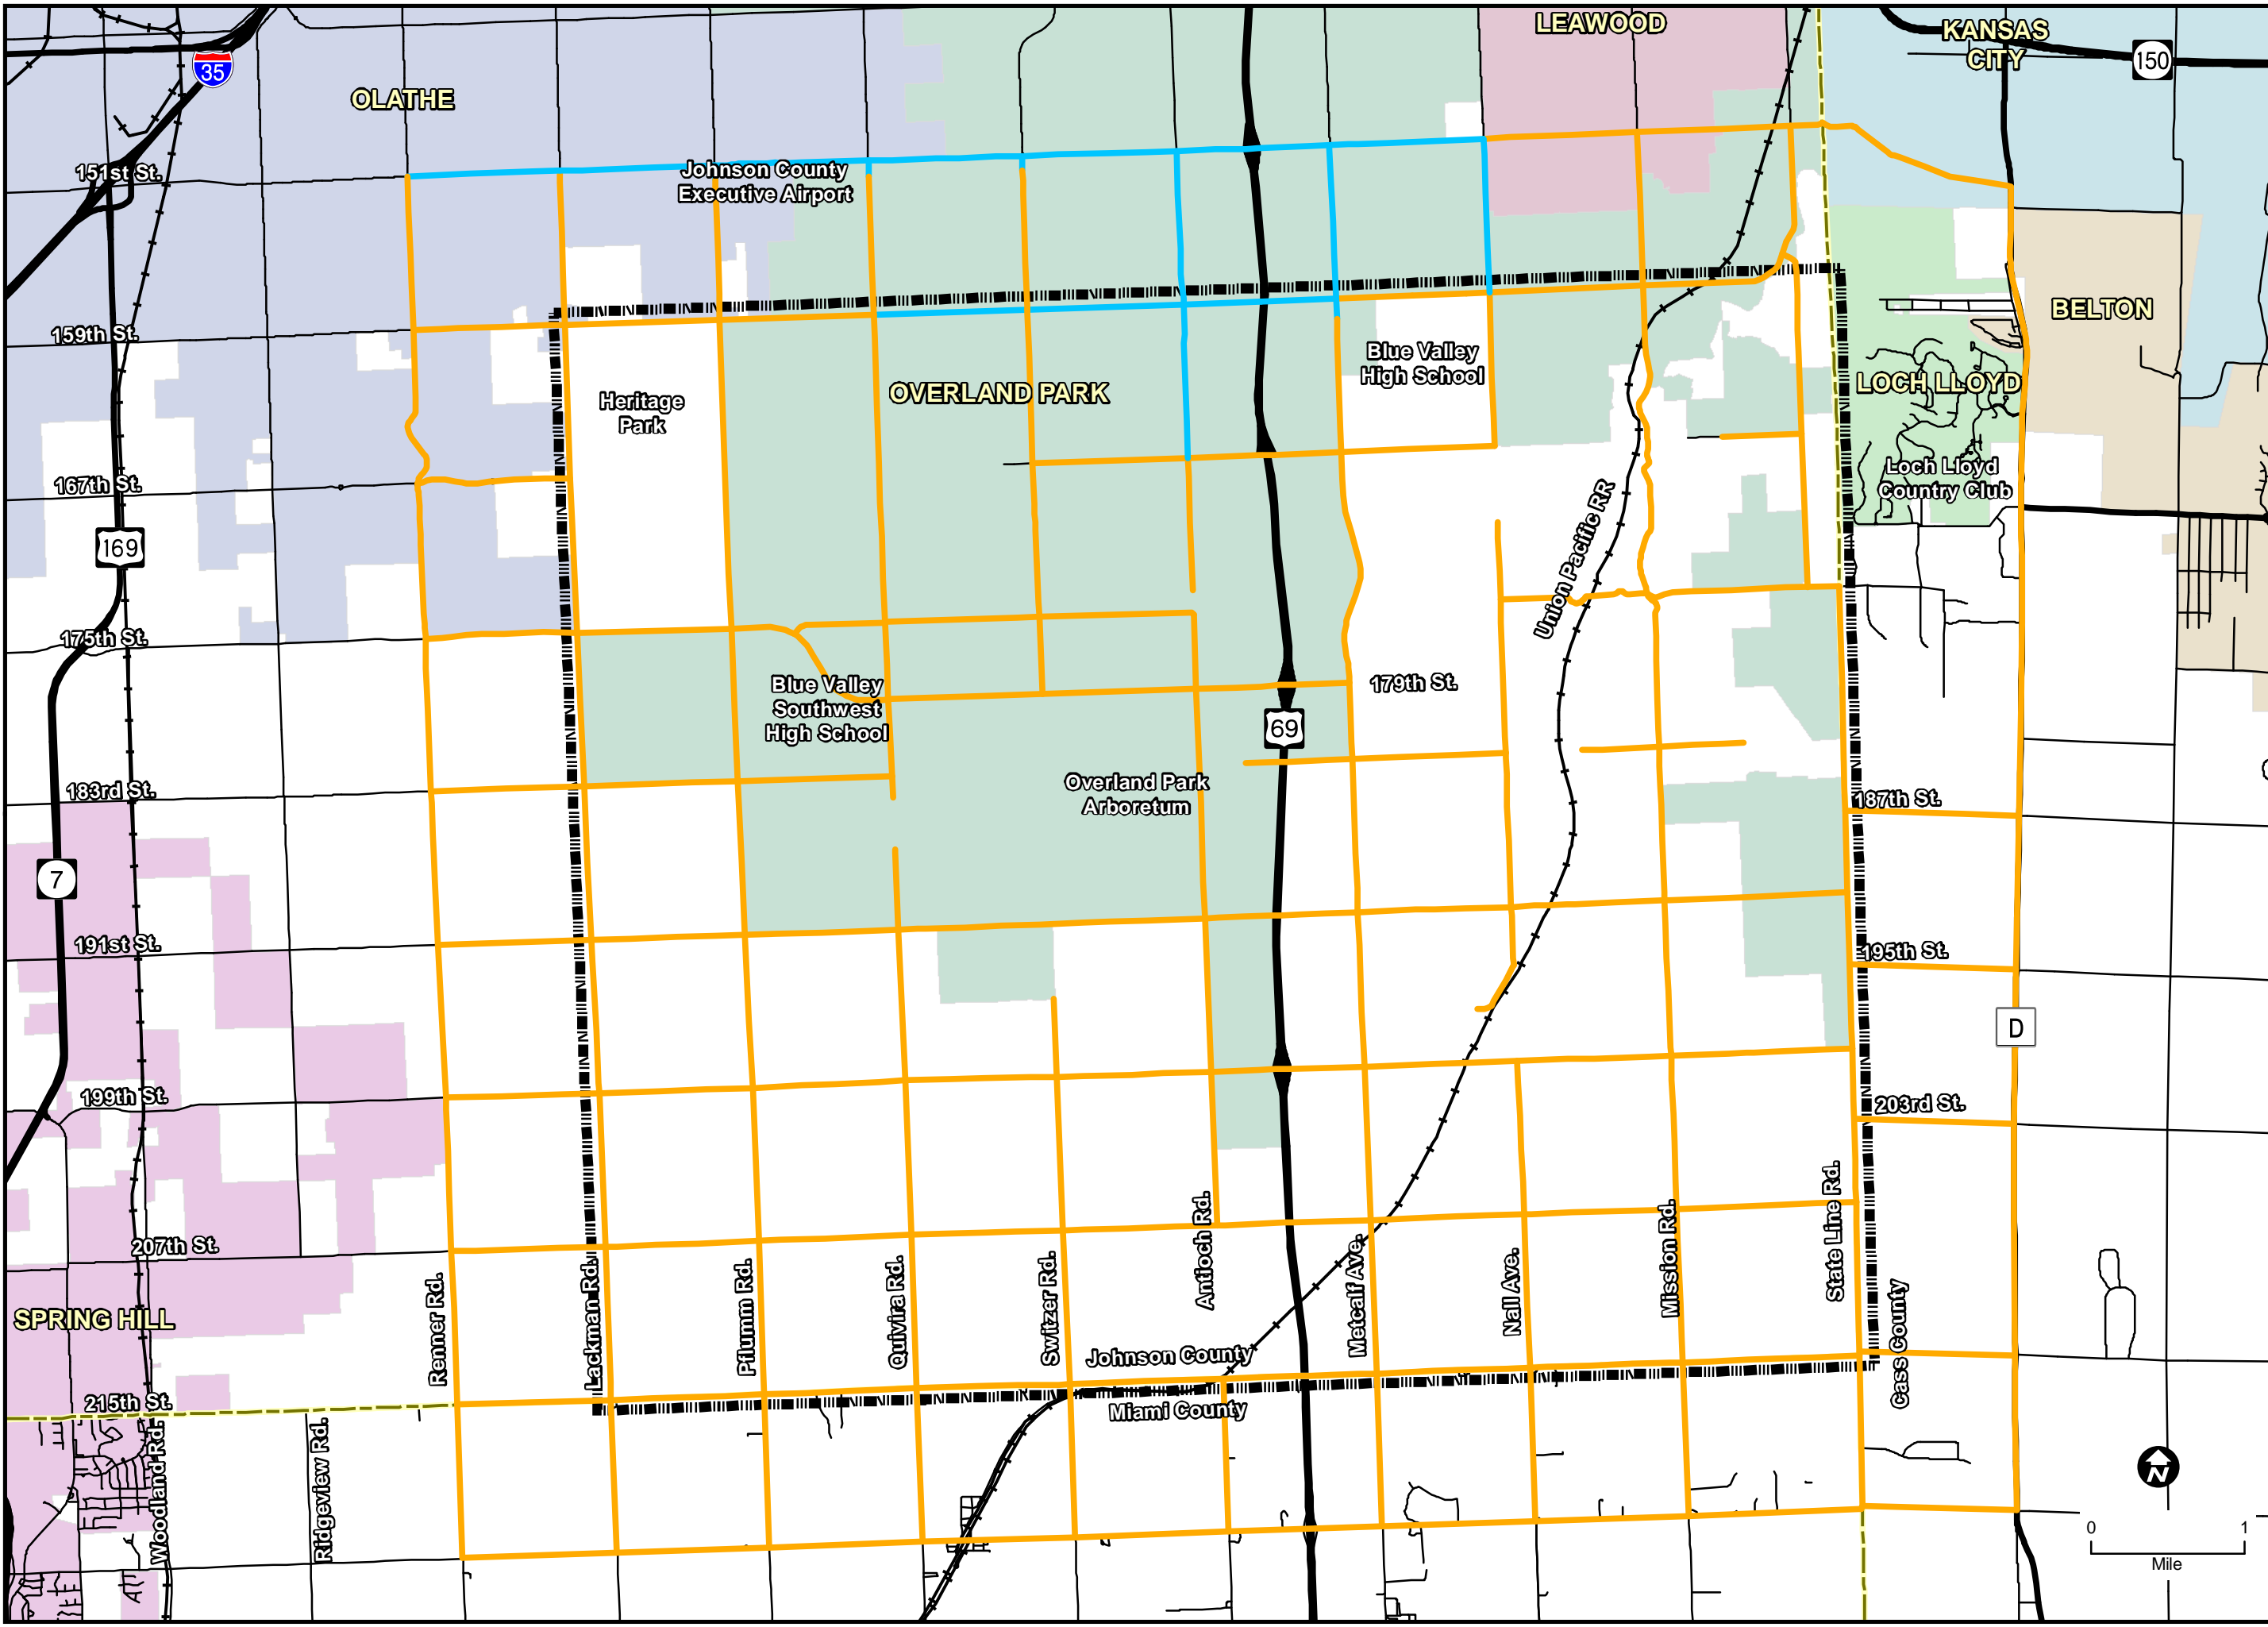 LEAWOOD
KANSAS
CITY
150
35
OLATHE
151st St.
Johnson County
Executive Airport
159th St.
BELTON
Blue Valley
High School
Heritage
Park
OVERLAND PARK
LOCH LLOYD
167th St.
Loch Lloyd
Country Club
169
Union Pacific RR
175th St.
179th St.
Blue Valley
Southwest
High School
69
183rd St.
Overland Park
Arboretum
187th St.
7
191st St.
195th St.
D
199th St.
203rd St.
207th St.
SPRING HILL
Renner Rd.
Lackman Rd.
Pflumm Rd.
Quivira Rd.
Switzer Rd.
Antioch Rd.
Metcalf Ave.
Nall Ave.
Mission Rd.
State Line Rd.
Cass County
Johnson County
Miami County
215th St.
Woodland Rd.
Ridgeview Rd.
N
0 1
Mile